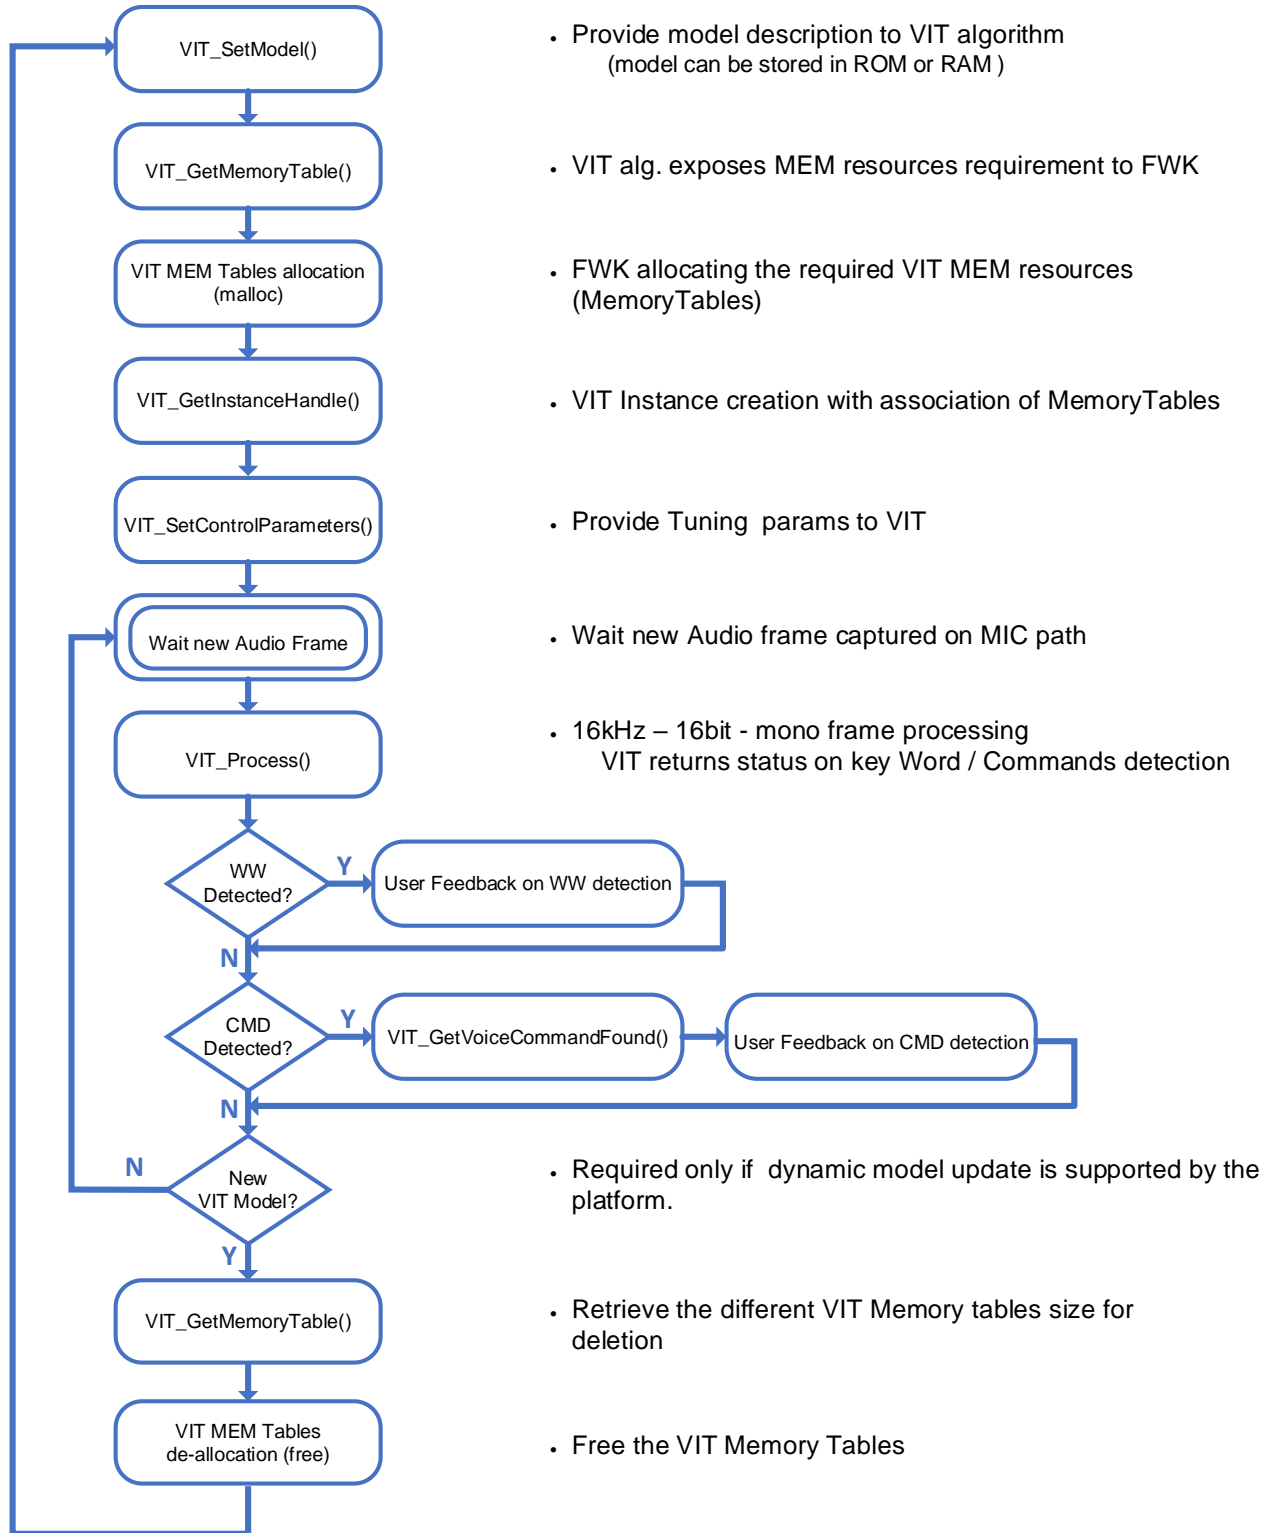 VIT_SetModel()
• Provide model description to VIT algorithm
(model can be stored in ROM or RAM )
VIT_GetMemoryTable()
• VIT alg. exposes MEM resources requirement to FWK
VIT MEM Tables allocation
(malloc)
• FWK allocating the required VIT MEM resources
(MemoryTables)
VIT_GetInstanceHandle()
• VIT Instance creation with association of MemoryTables
VIT_SetControlParameters()
• Provide Tuning params to VIT
Wait new Audio Frame
• Wait new Audio frame captured on MIC path
VIT_Process()
• 16kHz – 16bit - mono frame processing
VIT returns status on key Word / Commands detection
WW
Detected?
Y
User Feedback on WW detection
N
CMD
Detected?
Y
VIT_GetVoiceCommandFound()
User Feedback on CMD detection
N
New
VIT Model?
N
• Required only if dynamic model update is supported by the
platform.
Y
VIT_GetMemoryTable()
• Retrieve the different VIT Memory tables size for
deletion
VIT MEM Tables
de-allocation (free)
• Free the VIT Memory Tables